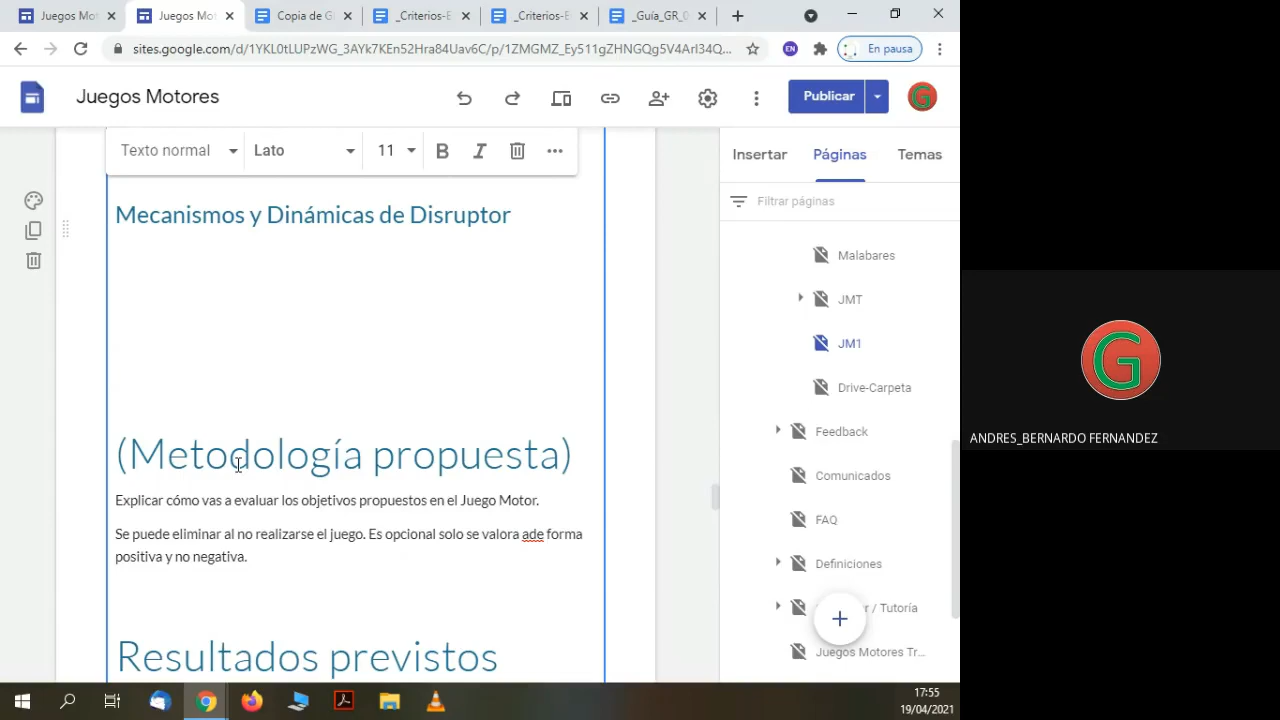 Juegos Mot
Juegos Mot
Copia de G
_Criterios-E
_Criterios-E
_Guía_GR_0
sites.google.com/d/1YKL0tLUPzWG_3AYk7KEn52Hra84Uav6C/p/1ZMGMZ_Ey511gZHNGQg5V4ArI34Q...
EN
En pausa
Juegos Motores
Publicar
G
Texto normal
Lato
11
B
I
Insertar
Páginas
Temas
Filtrar páginas
Mecanismos y Dinámicas de Disruptor
Malabares
JMT
JM1
Drive-Carpeta
Feedback
Comunicados
FAQ
Definiciones
r / Tutoría
Juegos Motores Tr...
(Metodología propuesta)
Explicar cómo vas a evaluar los objetivos propuestos en el Juego Motor.
Se puede eliminar al no realizarse el juego. Es opcional solo se valora ade forma
positiva y no negativa.
Resultados previstos
17:55
19/04/2021
G
ANDRES_BERNARDO FERNANDEZ